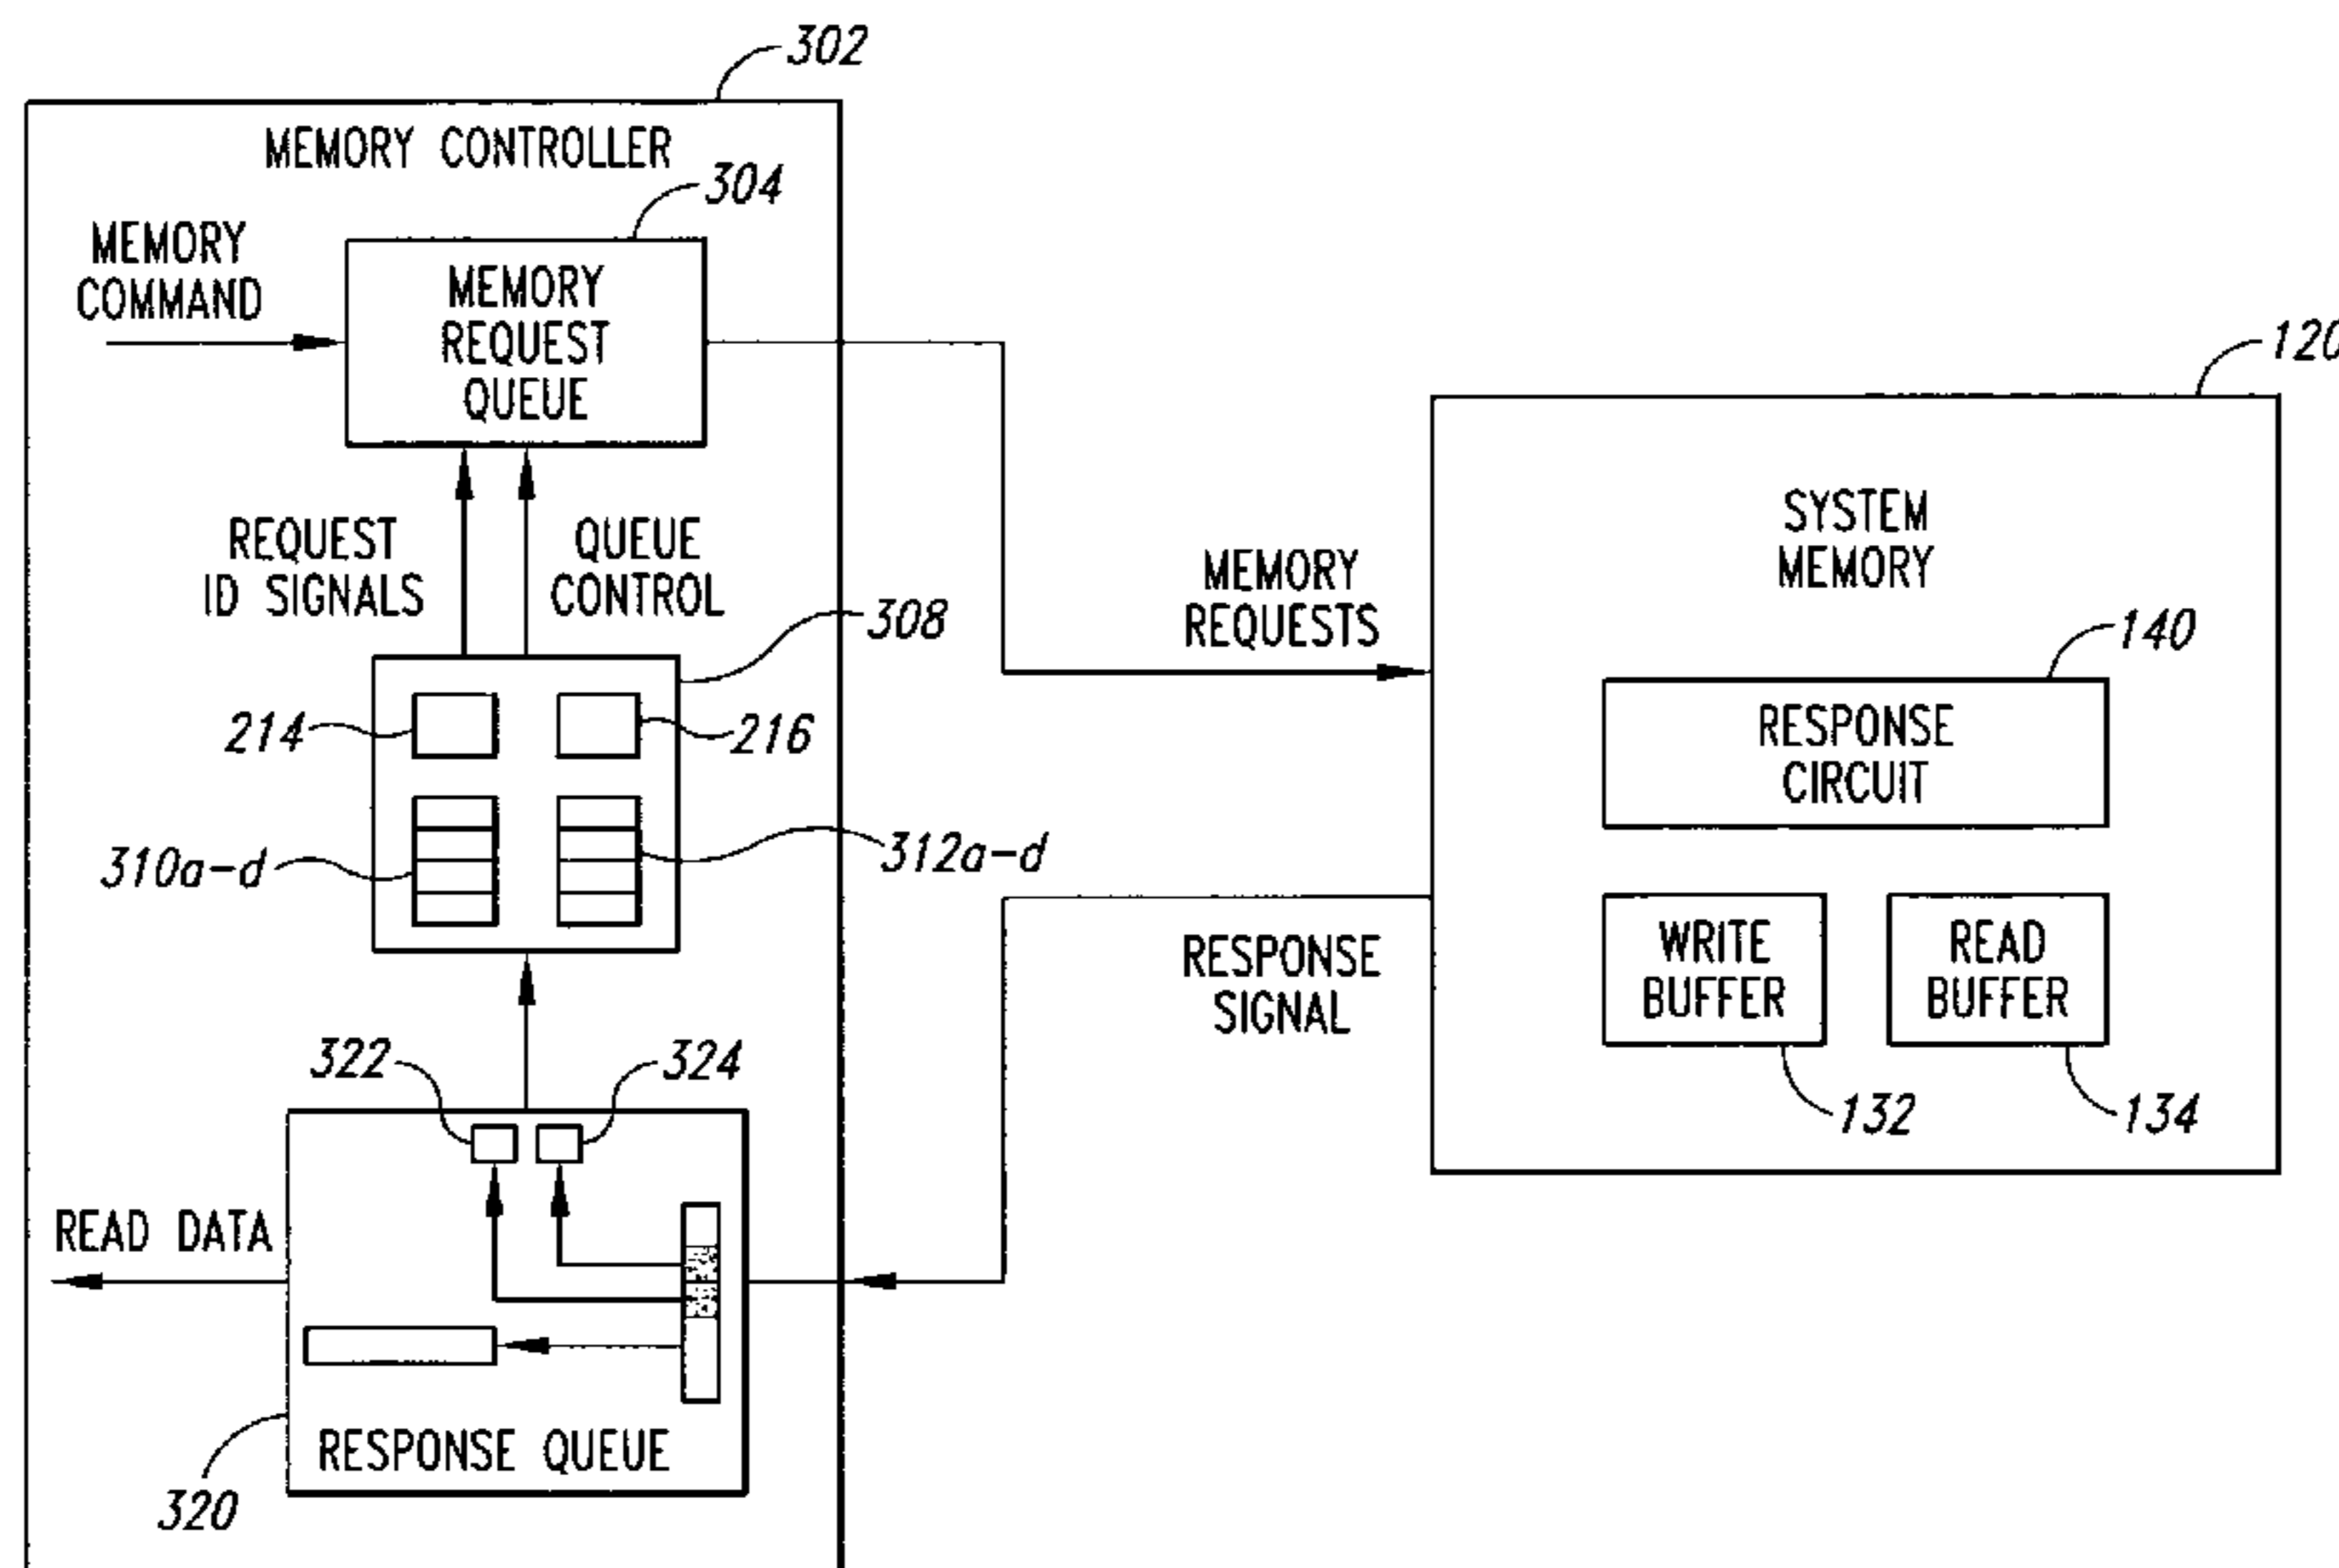 302
MEMORY CONTROLLER
304
MEMORY
COMMAND
MEMORY
REQUEST
QUEUE
120
REQUEST
ID SIGNALS
QUEUE
CONTROL
308
MEMORY
REQUESTS
SYSTEM
MEMORY
140
RESPONSE
CIRCUIT
214
216
310a-d
312a-d
RESPONSE
SIGNAL
WRITE
BUFFER
READ
BUFFER
132
134
322
324
READ DATA
RESPONSE QUEUE
320